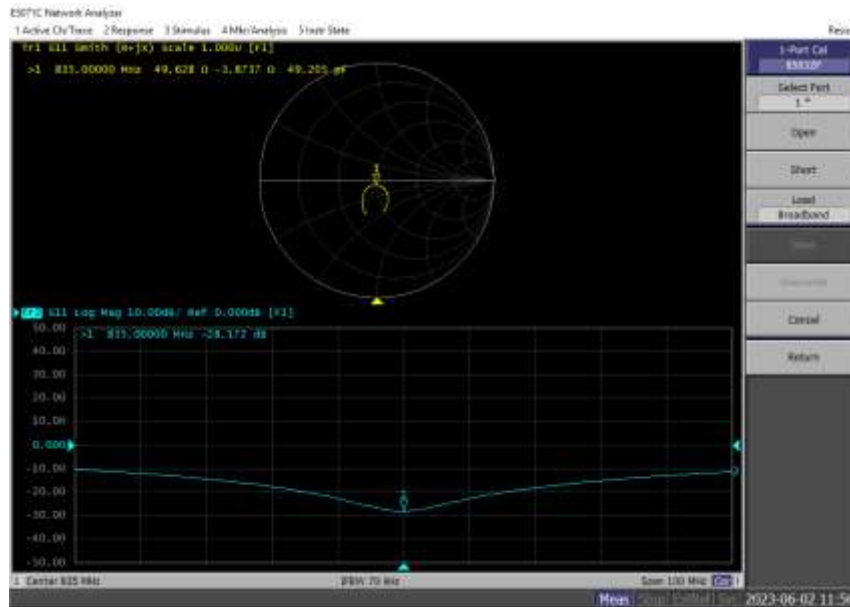 E5071C Network Analyzer
1 Active Ch/Trace 2 Response 3 Stimulus 4 Mkr/Analysis 5 Instr State
Tr1 S11 Smith (R+jX) Scale 1.000U [F1]
>1 835.00000 MHz 49.628 Ω -3.8737 Ω 49.205 pF
Tr2 S11 Log Mag 10.00dB/ Ref 0.000dB [F1]
>1 835.00000 MHz -28.172 dB
50.00
40.00
30.00
20.00
10.00
0.000
-10.00
-20.00
-30.00
-40.00
-50.00
1 Center 835 MHz IFBW 70 kHz Span 100 MHz Cor
Meas
2023-06-02 11:56
1-Port Cal
Select Port
1
Open
Short
Load
Broadband
Cancel
Return